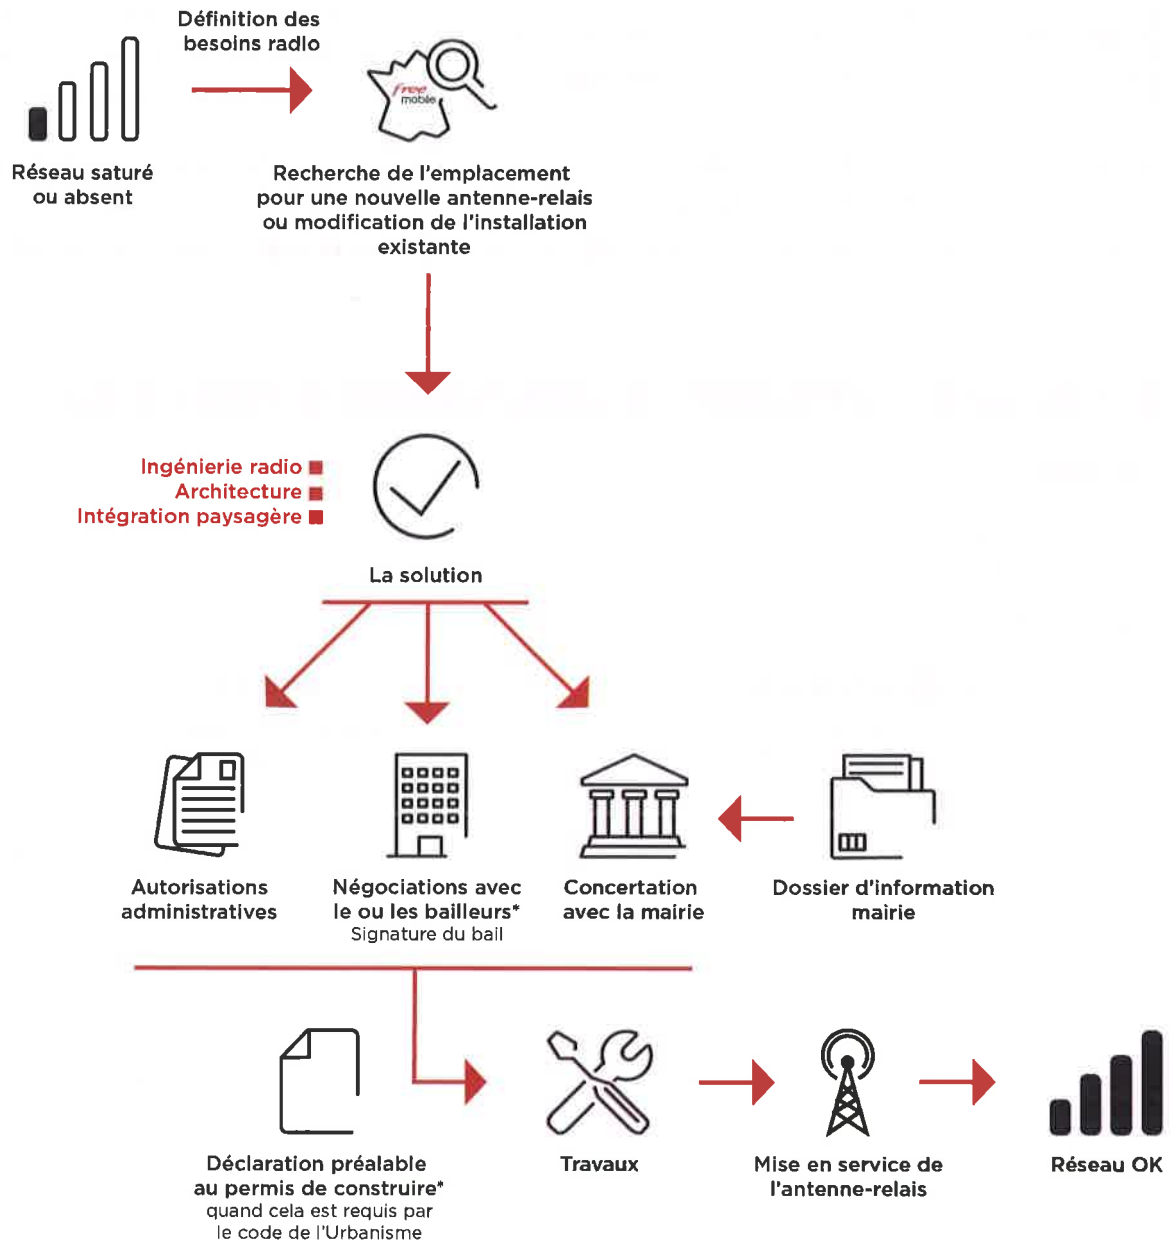 Définition des
besoins radio
free
mobile
Réseau saturé
ou absent
Recherche de l'emplacement
pour une nouvelle antenne-relais
ou modification de l'installation
existante
Ingénierie radio
Architecture
Intégration paysagère
La solution
Autorisations
administratives
Négociations avec
le ou les bailleurs*
Signature du bail
Concertation
avec la mairie
Dossier d'information
mairie
Déclaration préalable
au permis de construire*
quand cela est requis par
le code de l'Urbanisme
Travaux
Mise en service de
l'antenne-relais
Réseau OK